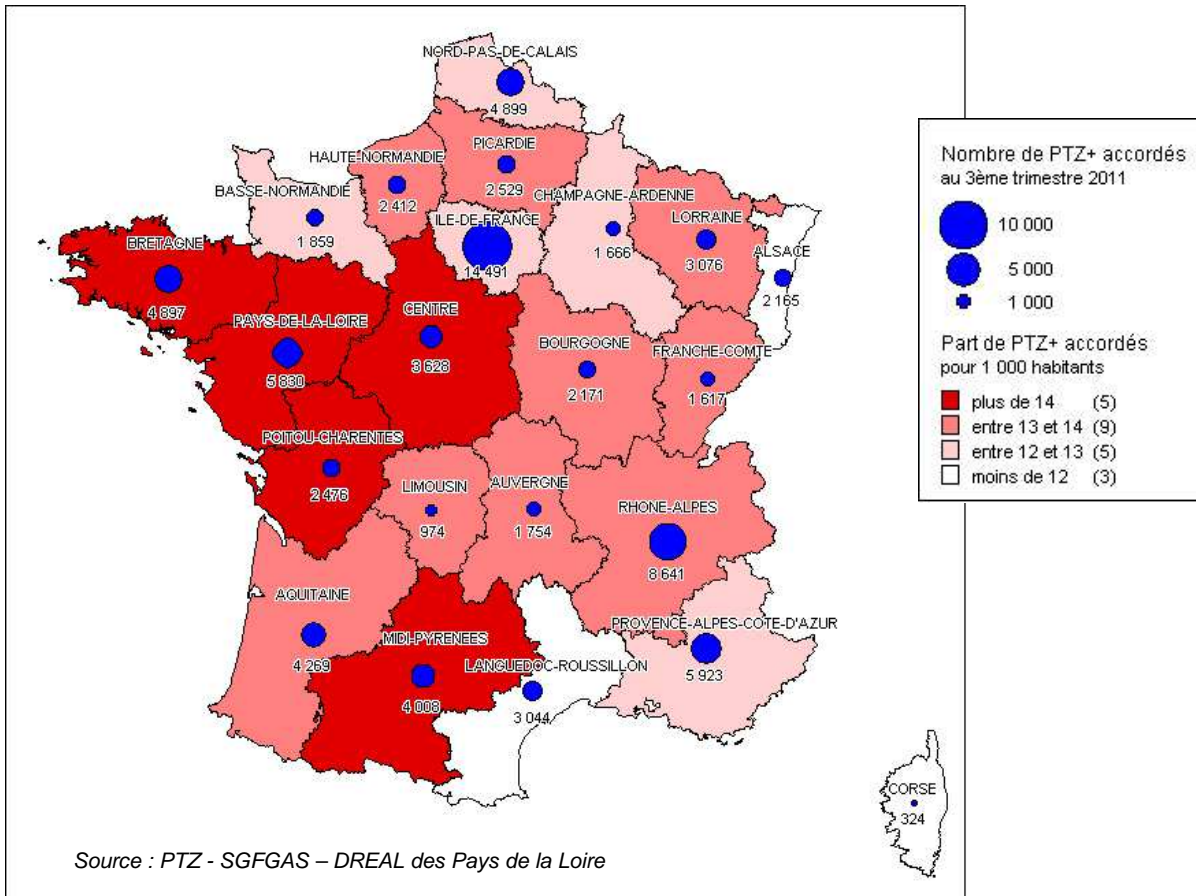 NORD-PAS-DE-CALAIS
4 899
PICARDIE
2 529
HAUTE-NORMANDIE
2 412
BASSE-NORMANDIE
1 859
CHAMPAGNE-ARDENNE
1 666
ILE-DE-FRANCE
14 491
LORRAINE
3 076
ALSACE
2 165
BRETAGNE
4 897
PAYS-DE-LA-LOIRE
5 830
CENTRE
3 628
BOURGOGNE
2 171
FRANCHE-COMTE
1 617
POITOU-CHARENTES
2 476
LIMOUSIN
974
AUVERGNE
1 754
RHONE-ALPES
8 641
AQUITAINE
4 269
MIDI-PYRENEES
4 008
LANGUEDOC-ROUSSILLON
3 044
PROVENCE-ALPES-COTE-D'AZUR
5 923
CORSE
324
Source : PTZ - SGFGAS – DREAL des Pays de la Loire
Nombre de PTZ+ accordés
au 3ème trimestre 2011
10 000
5 000
1 000
Part de PTZ+ accordés
pour 1 000 habitants
plus de 14 (5)
entre 13 et 14 (9)
entre 12 et 13 (5)
moins de 12 (3)